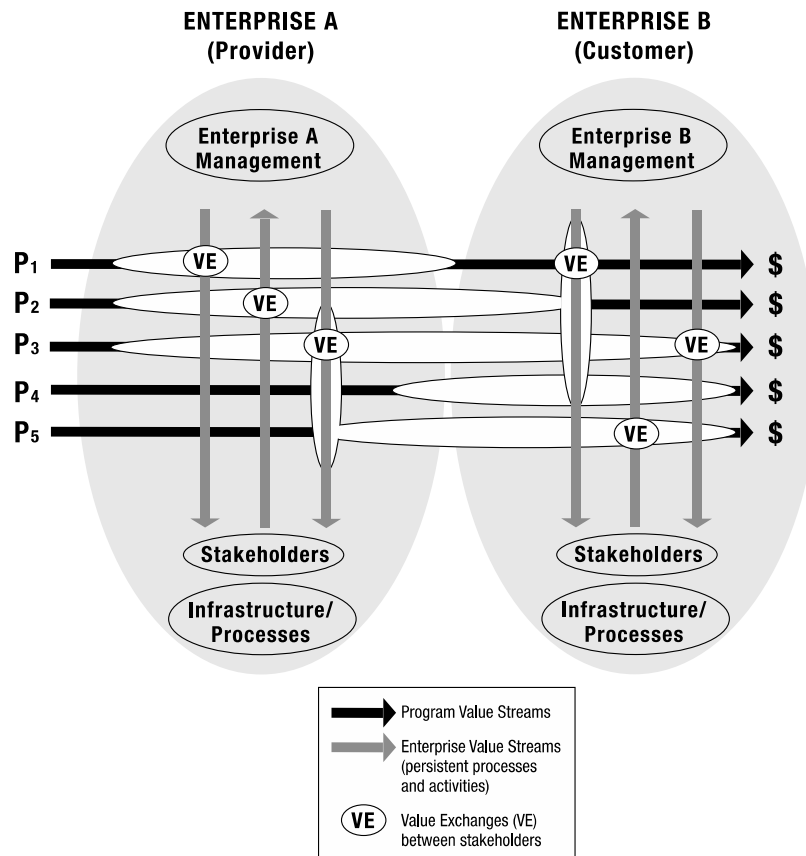 ENTERPRISE A
(Provider)
ENTERPRISE B
(Customer)
Enterprise A
Management
Enterprise B
Management
P1 VE VE $
P2 VE $
P3 VE VE $
P4 $
P5 VE $
Stakeholders
Stakeholders
Infrastructure/
Processes
Infrastructure/
Processes
Program Value Streams
Enterprise Value Streams
(persistent processes
and activities)
VE Value Exchanges (VE)
between stakeholders